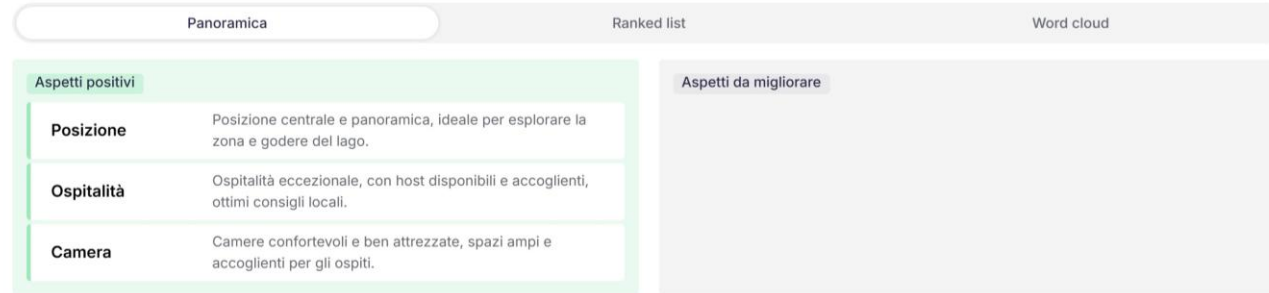 Panoramica
Ranked list
Word cloud
Aspetti positivi
Posizione
Posizione centrale e panoramica, ideale per esplorare la
zona e godere del lago.
Ospitalità
Ospitalità eccezionale, con host disponibili e accoglienti,
ottimi consigli locali.
Camera
Camere confortevoli e ben attrezzate, spazi ampi e
accoglienti per gli ospiti.
Aspetti da migliorare